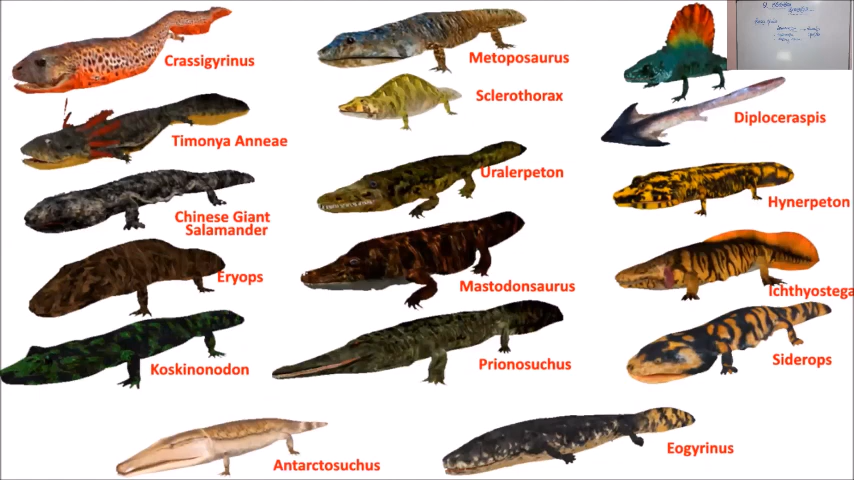 Crassigyrinus
Metoposaurus
Sclerothorax
Diploceraspis
Timonya Anneae
Uralerpeton
Hynerpeton
Chinese Giant
Salamander
Eryops
Mastodonsaurus
Ichthyostega
Koskinonodon
Prionosuchus
Siderops
Antarctosuchus
Eogyrinus